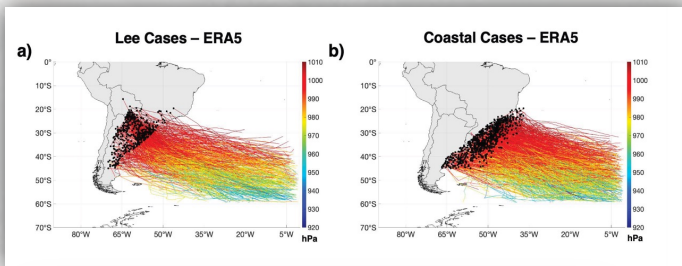 Lee Cases – ERA5
Coastal Cases – ERA5
a)
b)
0°
10°S
20°S
30°S
40°S
50°S
60°S
70°S
80°W
65°W
50°W
35°W
20°W
5°W
1010
1000
990
980
970
960
950
940
930
920
hPa
0°
10°S
20°S
30°S
40°S
50°S
60°S
70°S
80°W
65°W
50°W
35°W
20°W
5°W
1010
1000
990
980
970
960
950
940
930
920
hPa